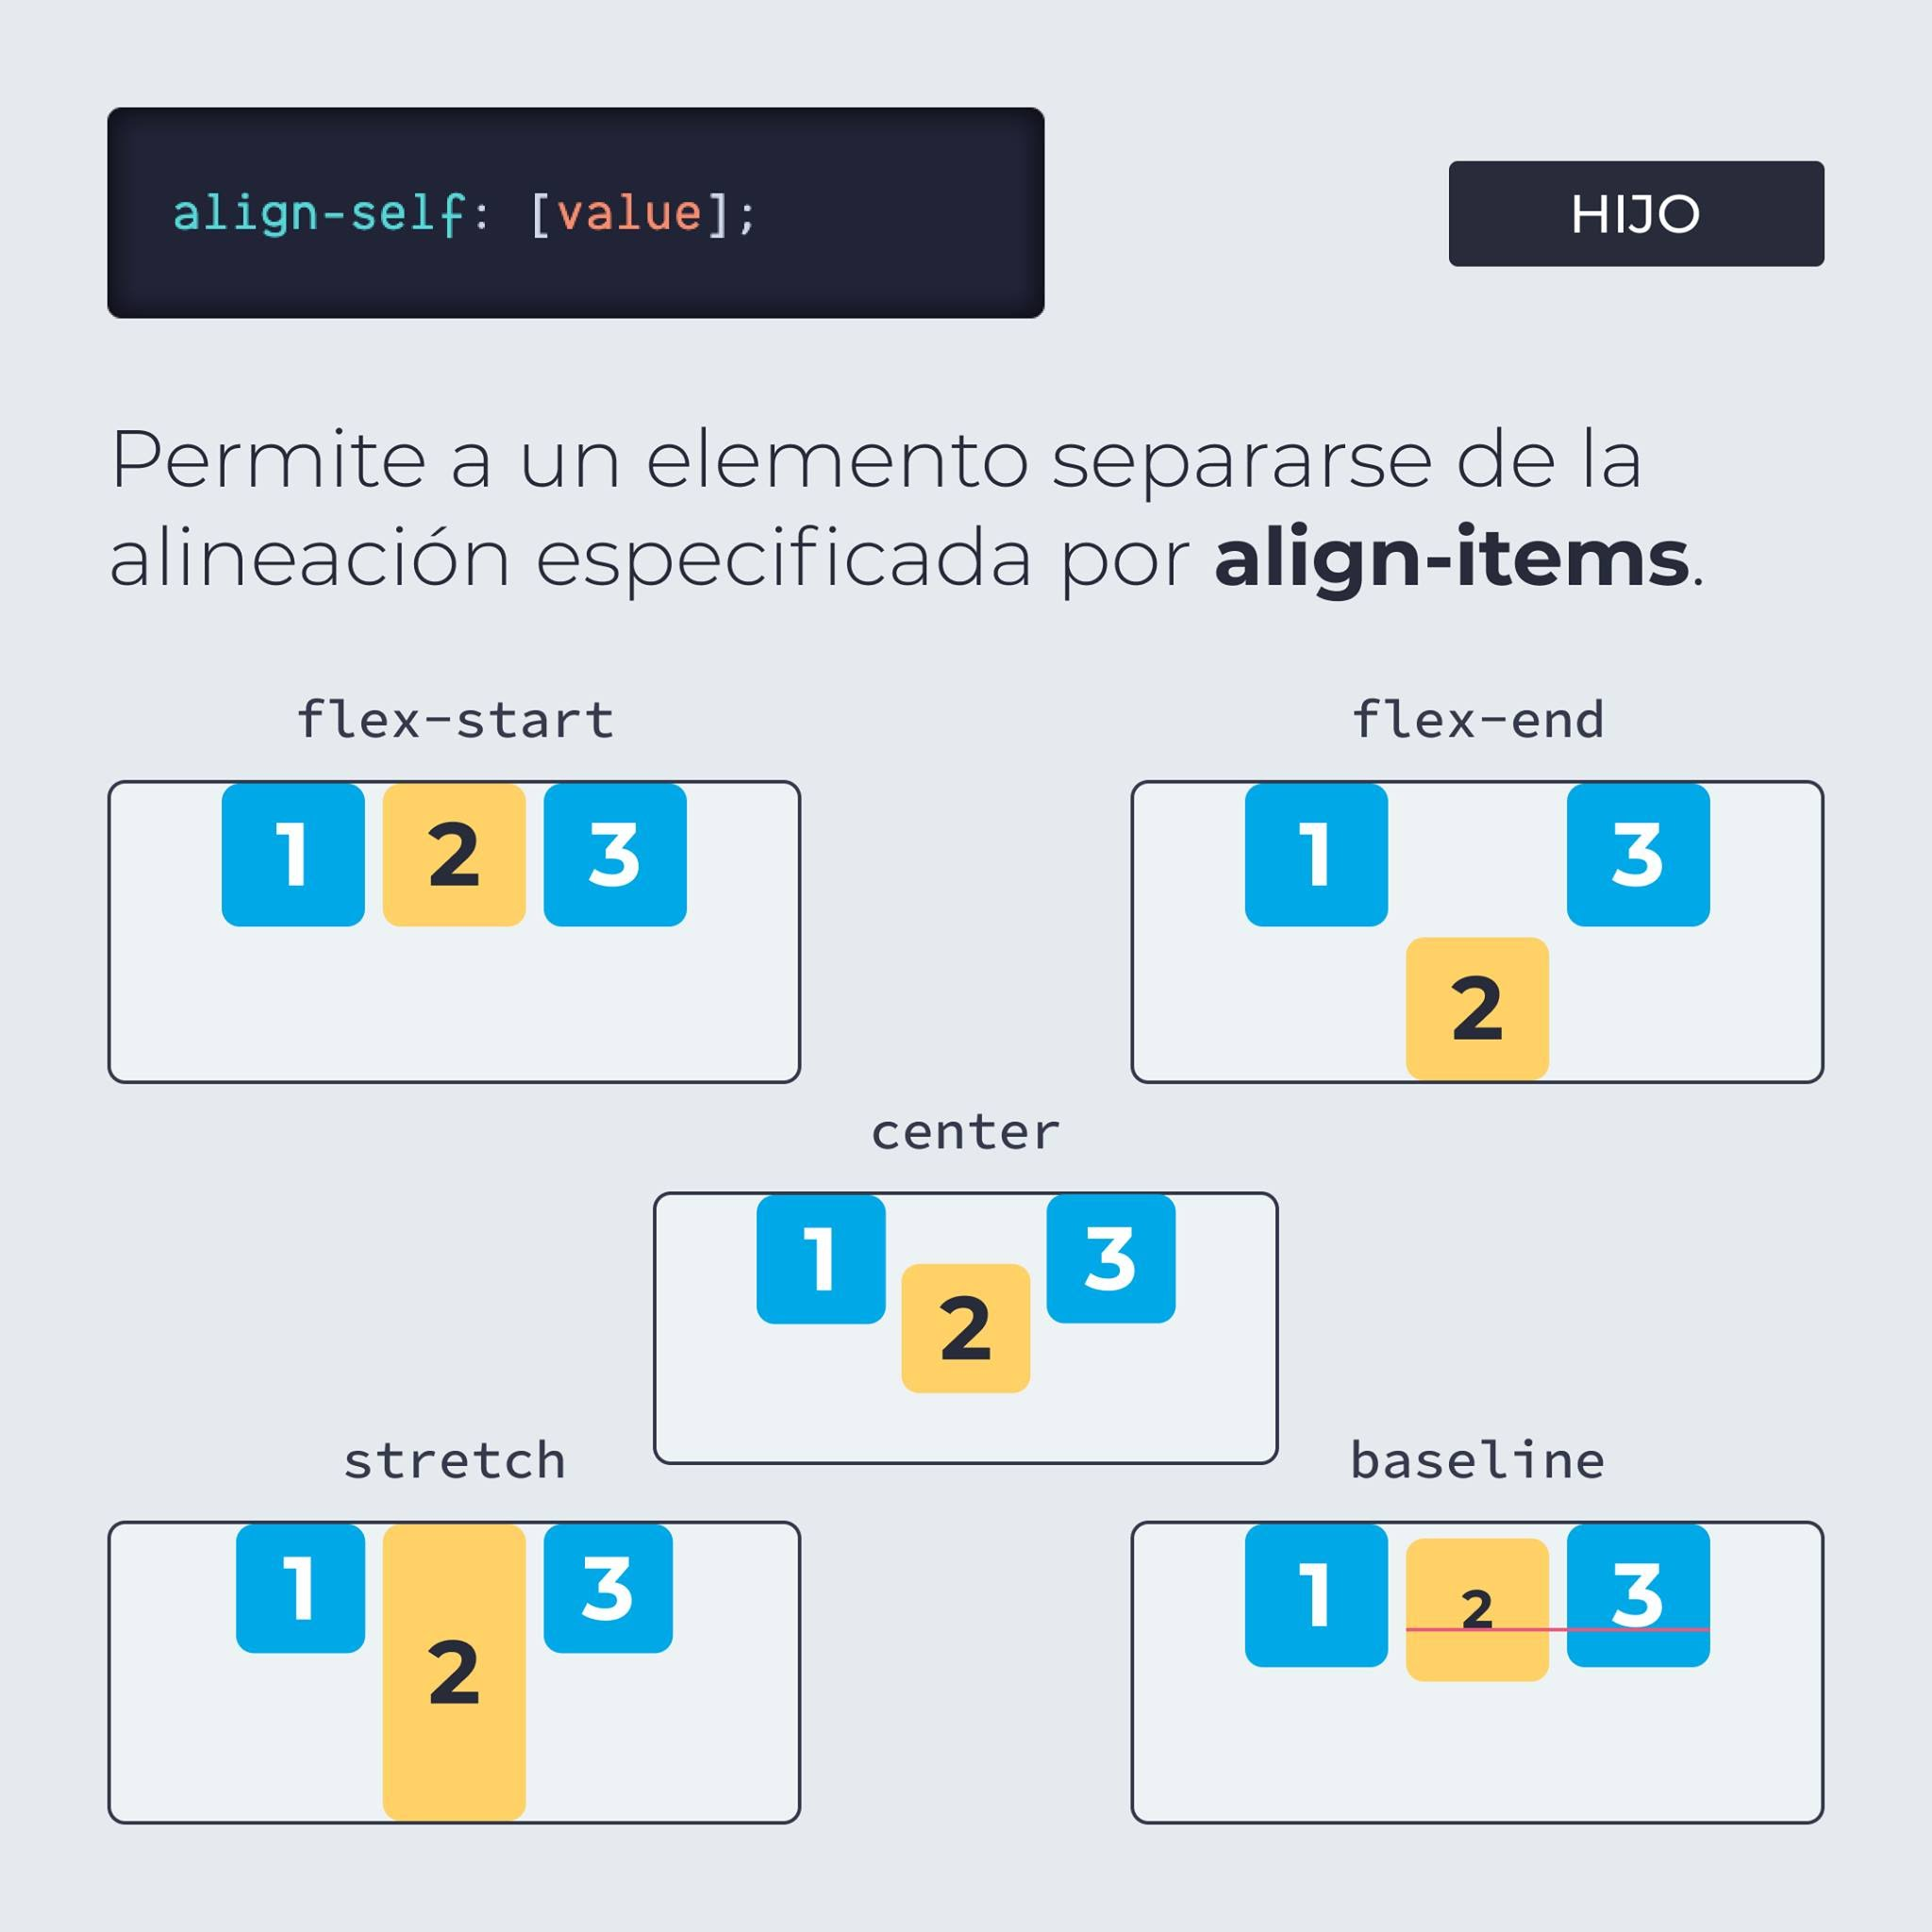 align-self: [value];
HIJO
Permite a un elemento separarse de la
alineación especificada por align-items.
flex-start
flex-end
1 2 3
1 3
2
center
1 3
2
stretch
baseline
1 3
2
1 2 3